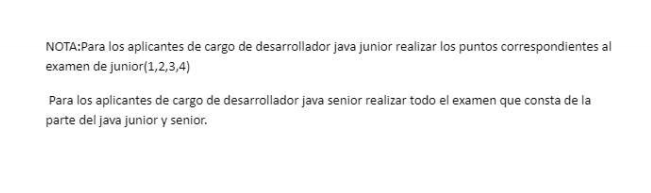 NOTA:Para los aplicantes de cargo de desarrollador java junior realizar los puntos correspondientes al
examen de junior(1,2,3,4)
Para los aplicantes de cargo de desarrollador java senior realizar todo el examen que consta de la
parte del java junior y senior.